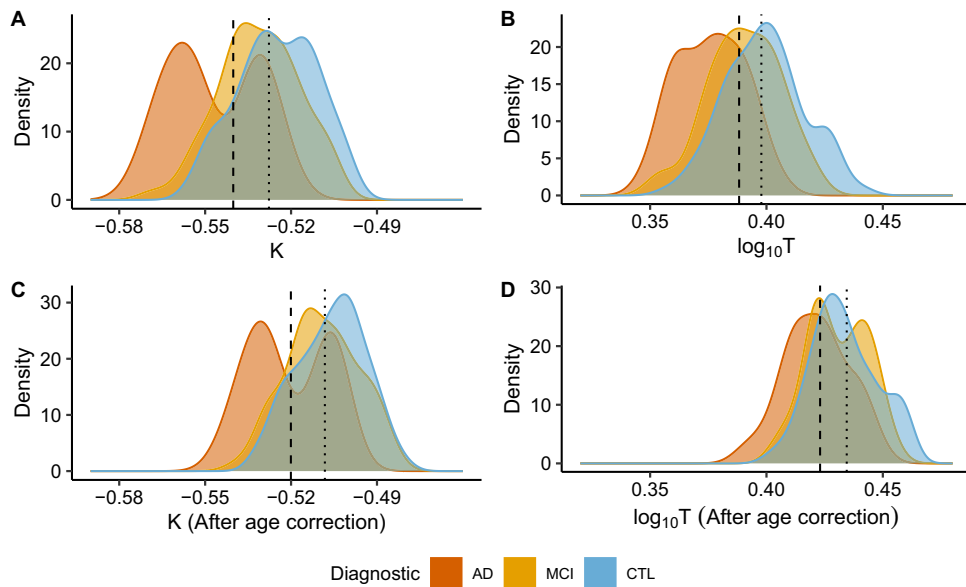 A
Density
20
10
0
−0.58 −0.55 −0.52 −0.49
K
B
Density
20
15
10
5
0
0.35 0.40 0.45
log₁₀T
C
Density
30
20
10
0
−0.58 −0.55 −0.52 −0.49
K (After age correction)
D
Density
30
20
10
0
0.35 0.40 0.45
log₁₀T (After age correction)
Diagnostic AD MCI CTL